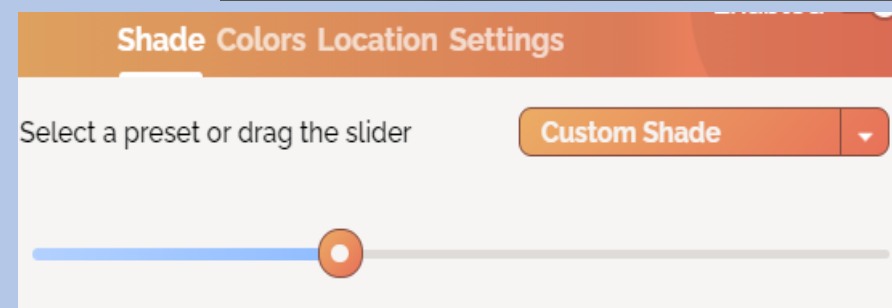 Shade Colors Location Settings
Select a preset or drag the slider
Custom Shade